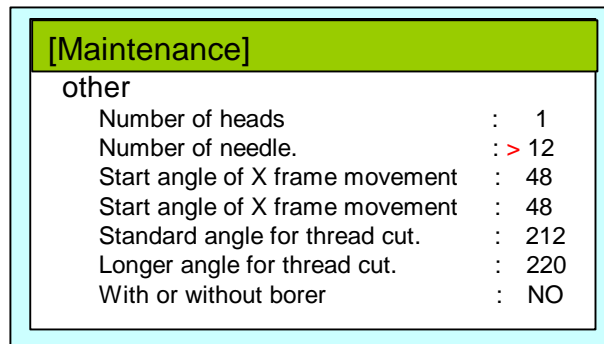 [Maintenance]
other
Number of heads : 1
Number of needle. : > 12
Start angle of X frame movement : 48
Start angle of X frame movement : 48
Standard angle for thread cut. : 212
Longer angle for thread cut. : 220
With or without borer : NO